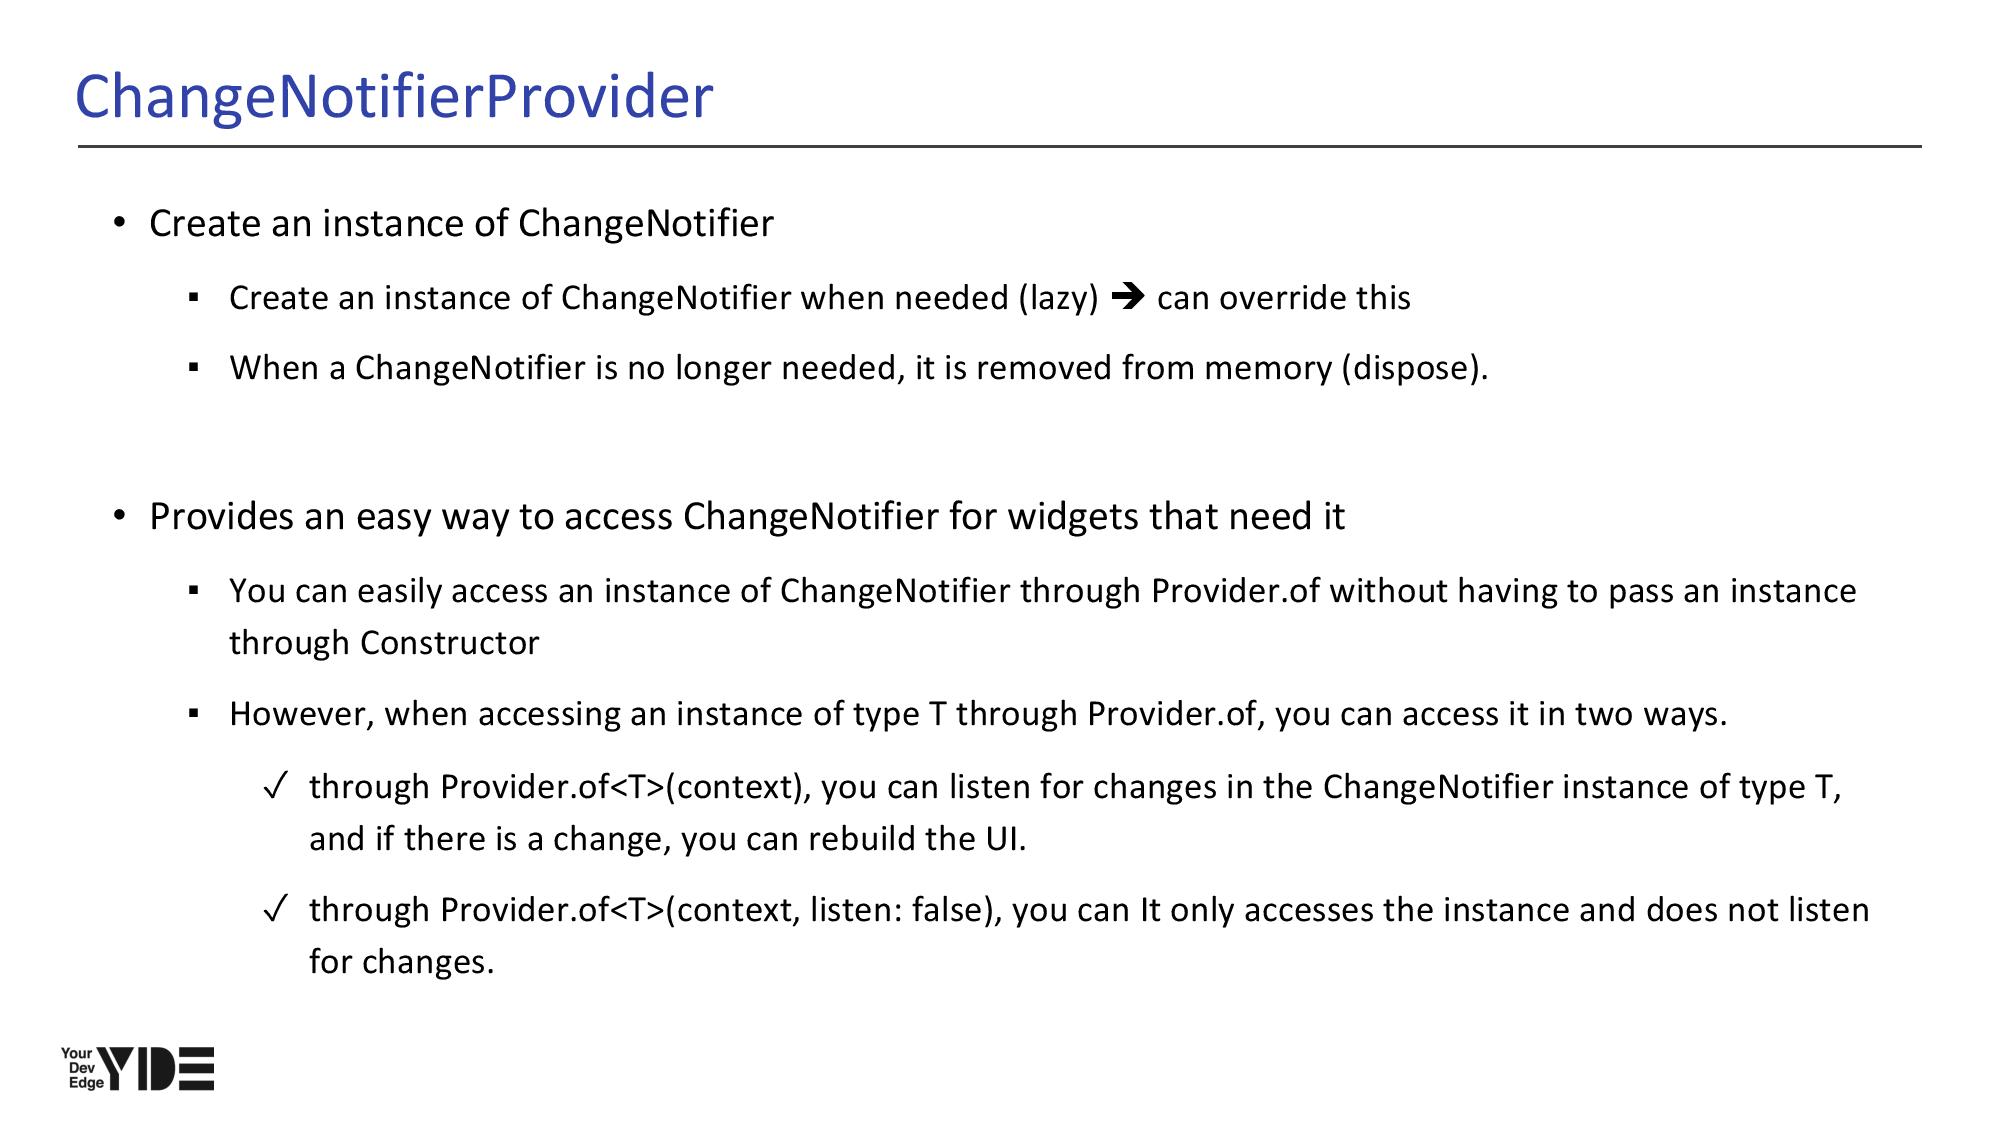 ChangeNotifierProvider
• Create an instance of ChangeNotifier
▪ Create an instance of ChangeNotifier when needed (lazy) ➔ can override this
▪ When a ChangeNotifier is no longer needed, it is removed from memory (dispose).
• Provides an easy way to access ChangeNotifier for widgets that need it
▪ You can easily access an instance of ChangeNotifier through Provider.of without having to pass an instance
through Constructor
▪ However, when accessing an instance of type T through Provider.of, you can access it in two ways.
✓ through Provider.of<T>(context), you can listen for changes in the ChangeNotifier instance of type T,
and if there is a change, you can rebuild the UI.
✓ through Provider.of<T>(context, listen: false), you can It only accesses the instance and does not listen
for changes.
Your
Dev
Edge
YDE